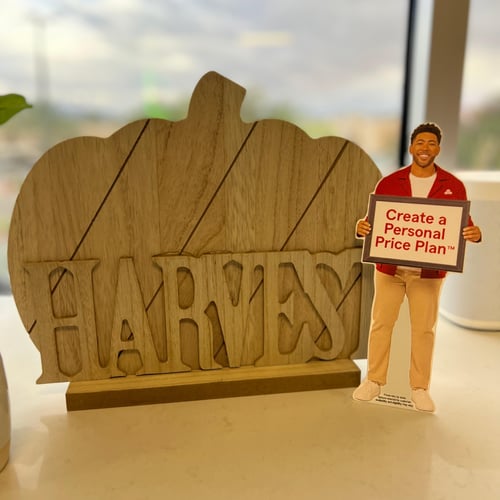 HARVEST
Create a
Personal
Price Plan™